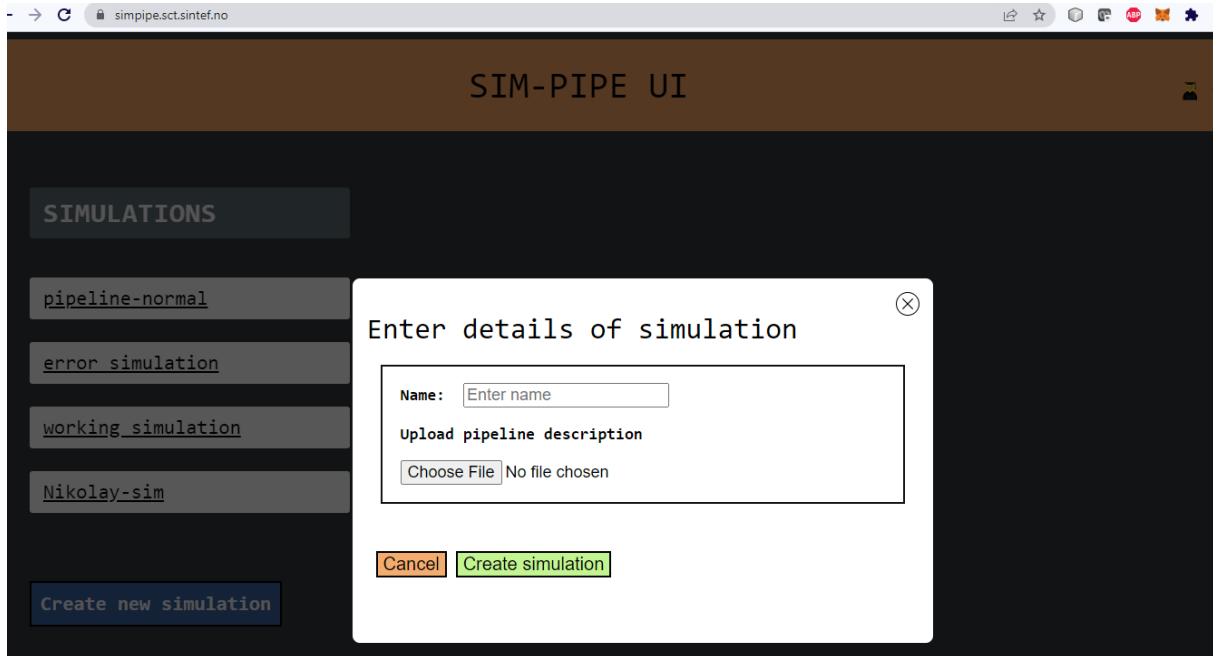 simpipe.sct.sintef.no
ABP
SIM-PIPE UI
SIMULATIONS
pipeline-normal
error simulation
working simulation
Nikolay-sim
Create new simulation
Enter details of simulation
Name: Enter name
Upload pipeline description
Choose File No file chosen
Cancel Create simulation